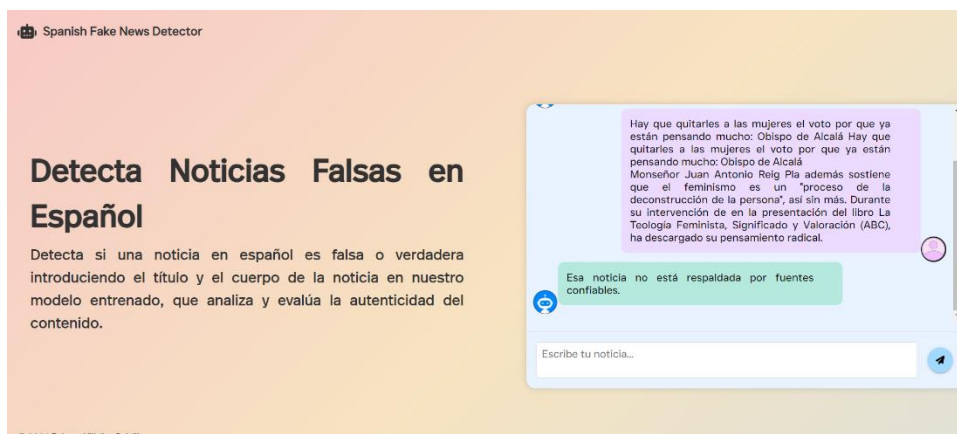 Spanish Fake News Detector
Detecta Noticias Falsas en
Español
Detecta si una noticia en español es falsa o verdadera
introduciendo el título y el cuerpo de la noticia en nuestro
modelo entrenado, que analiza y evalúa la autenticidad del
contenido.
Hay que quitarles a las mujeres el voto por que ya
están pensando mucho: Obispo de Alcalá Hay que
quitarles a las mujeres el voto por que ya están
pensando mucho: Obispo de Alcalá
Monseñor Juan Antonio Reig Pla además sostiene
que el feminismo es un "proceso de la
deconstrucción de la persona", así sin más. Durante
su intervención de en la presentación del libro La
Teología Feminista, Significado y Valoración (ABC),
ha descargado su pensamiento radical.
Esa noticia no está respaldada por fuentes
confiables.
Escribe tu noticia...